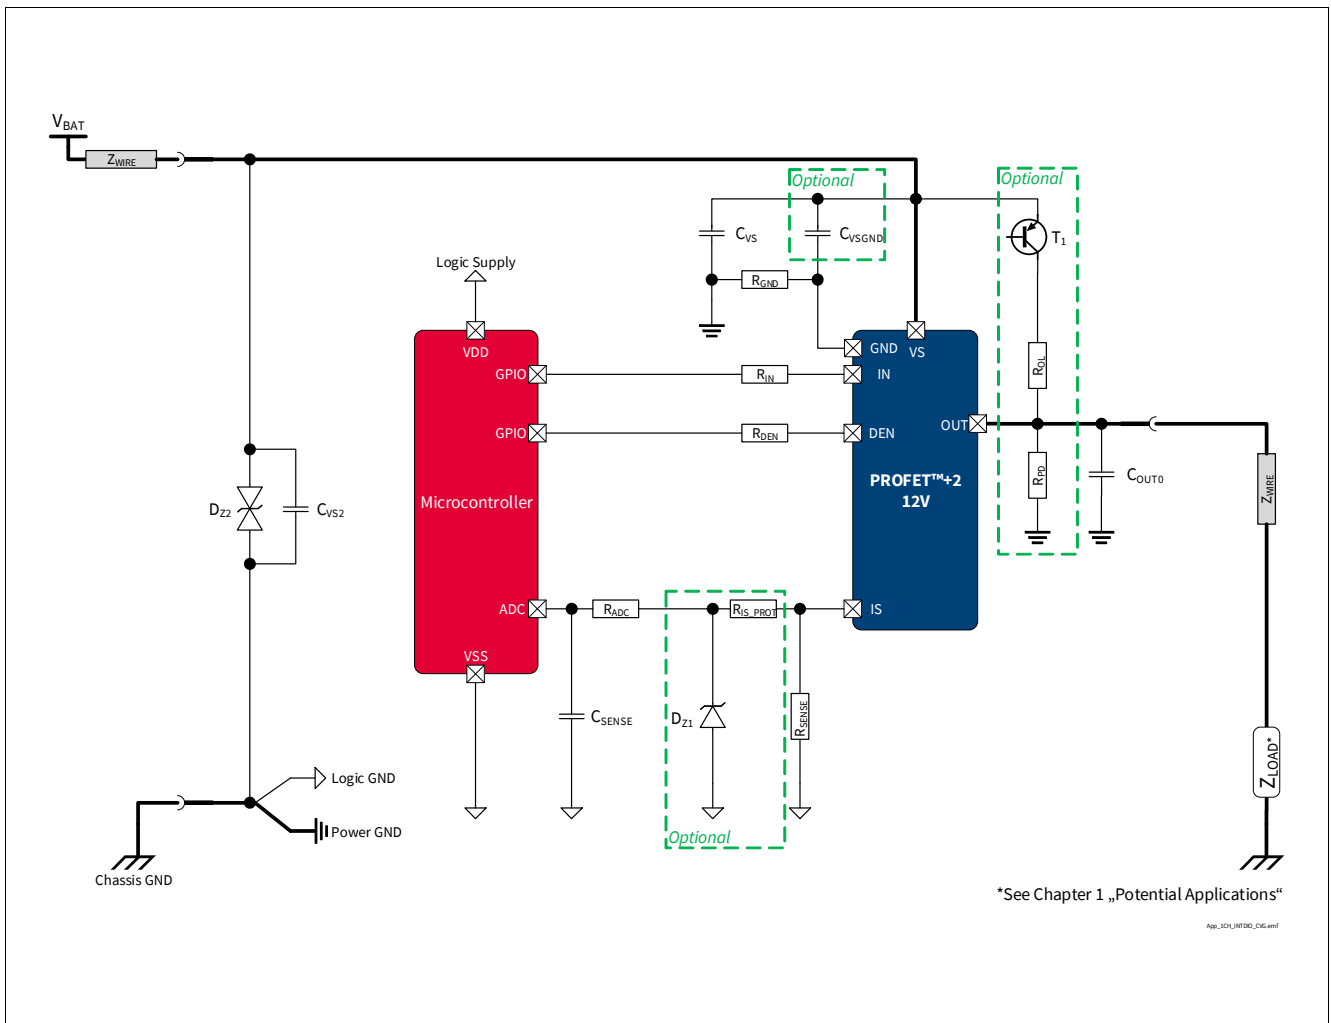 VBAT
ZWIRE
Optional
Optional
CVS
CVSGND
T1
Logic Supply
RGND
VDD
GND
VS
GPIO
RIN
IN
ROL
GPIO
RDEN
DEN
OUT
RPD
COUT0
ZWIRE
PROFET™+2
12V
Microcontroller
DZ2
CVS2
ADC
RADC
RIS_PROT
IS
VSS
CSENSE
DZ1
RSENSE
ZLOAD*
Logic GND
Power GND
Optional
Chassis GND
*See Chapter 1 „Potential Applications“
App_1CH_INTDIO_CVG.emf